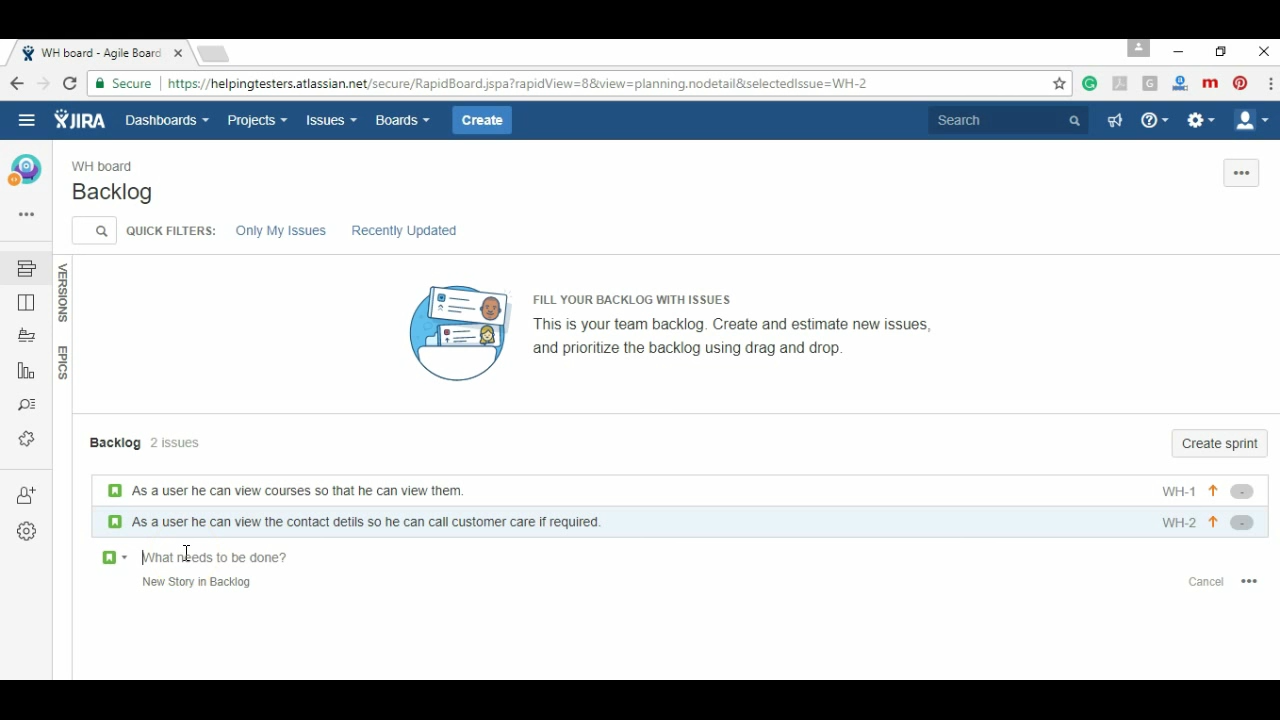 WH board - Agile Board
Secure https://helpingtesters.atlassian.net/secure/RapidBoard.jspa?rapidView=8&view=planning.nodetail&selectedIssue=WH-2
JIRA Dashboards Projects Issues Boards Create Search
WH board
Backlog
QUICK FILTERS: Only My Issues Recently Updated
VERSIONS
EPICS
FILL YOUR BACKLOG WITH ISSUES
This is your team backlog. Create and estimate new issues,
and prioritize the backlog using drag and drop.
Backlog 2 issues Create sprint
As a user he can view courses so that he can view them. WH-1 -
As a user he can view the contact detils so he can call customer care if required. WH-2 -
What needs to be done?
New Story in Backlog Cancel